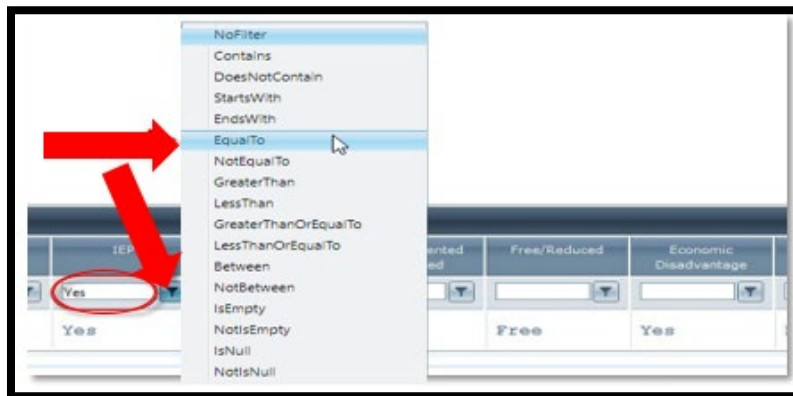 NoFilter
Contains
DoesNotContain
StartsWith
EndsWith
EqualTo
NotEqualTo
GreaterThan
LessThan
GreaterThanOrEqualTo
LessThanOrEqualTo
Between
NotBetween
IsEmpty
NotIsEmpty
IsNull
NotIsNull
IEP
Free/Reduced
Economic
Disadvantage
Yes
Yes
Free
Yes